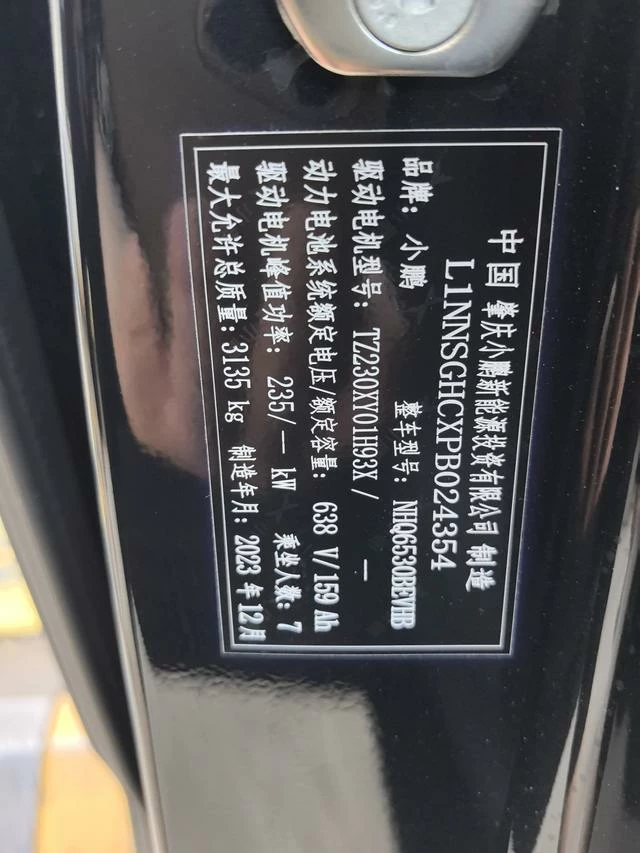 中国 肇庆小鹏新能源投资有限公司 制造
L1NNSGHCXPB024354
品牌：小鹏 整车型号：NHQ6530BEVHB
驱动电机型号：TZ230XY01H93X / —
动力电池系统额定电压/额定容量：638 V/159 Ah
驱动电机峰值功率：235/— kW 乘坐人数：7
最大允许总质量：3135 kg 制造年月：2023 年 12 月